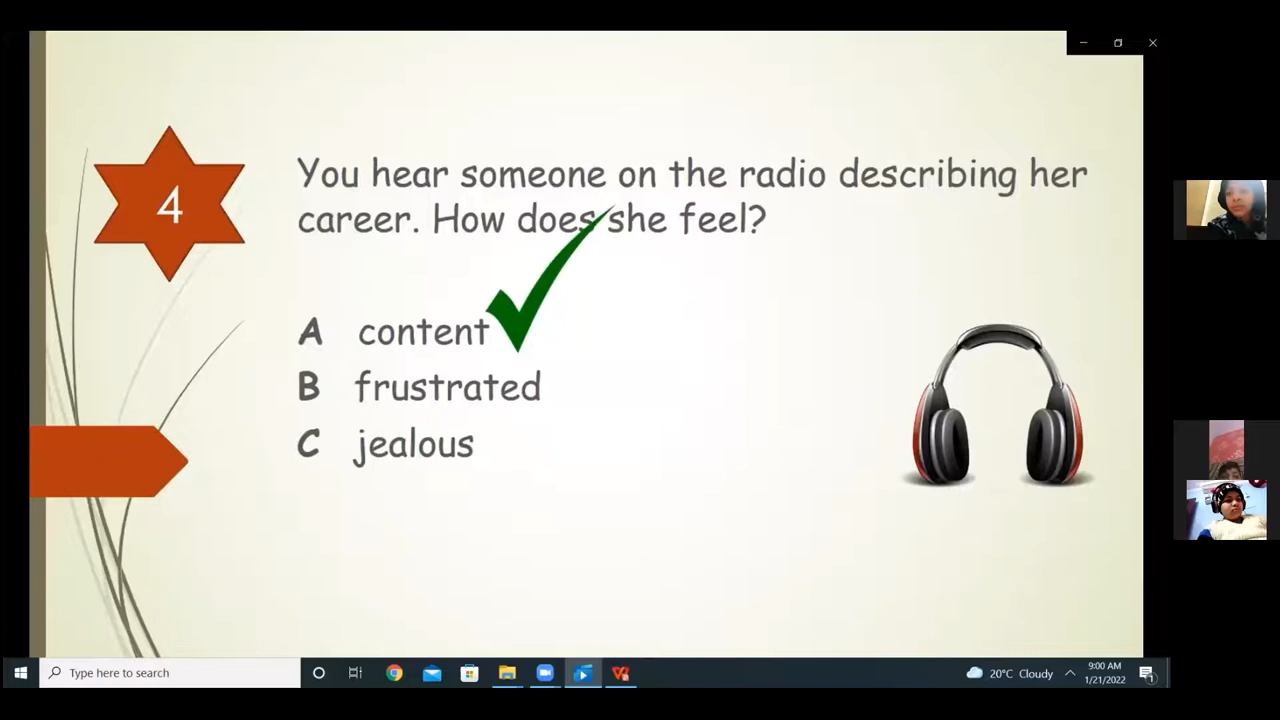 4
You hear someone on the radio describing her
career. How does she feel?
A content
B frustrated
C jealous
Type here to search
20°C Cloudy
9:00 AM
1/21/2022
1